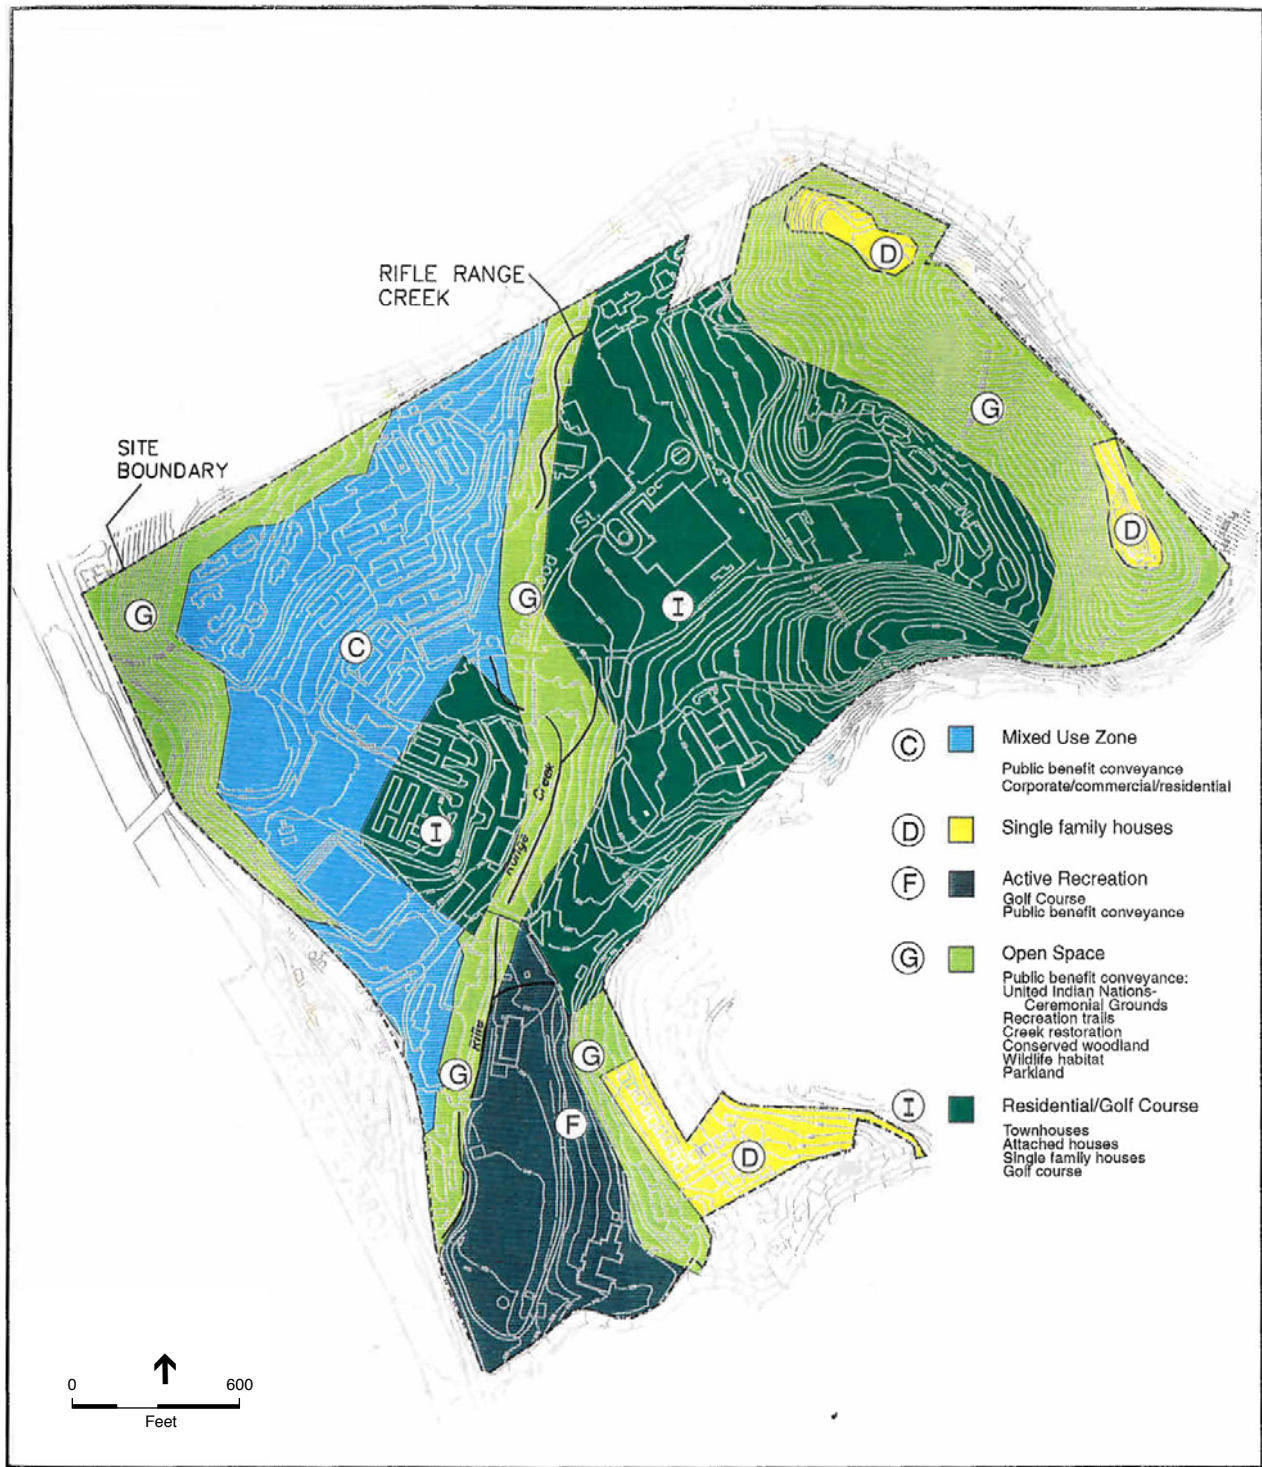 D
RIFLE RANGE
CREEK
G
SITE
BOUNDARY
St
D
G
G
I
C
C Mixed Use Zone
Public benefit conveyance
Corporate/commercial/residential
Creek
I
D Single family houses
Range
F Active Recreation
Golf Course
Public benefit conveyance
G Open Space
Public benefit conveyance:
United Indian Nations-
Ceremonial Grounds
Recreation trails
Creek restoration
Conserved woodland
Wildlife habitat
Parkland
Rifle
G
G
I Residential/Golf Course
Townhouses
Attached houses
Single family houses
Golf course
F
D
0 600
Feet